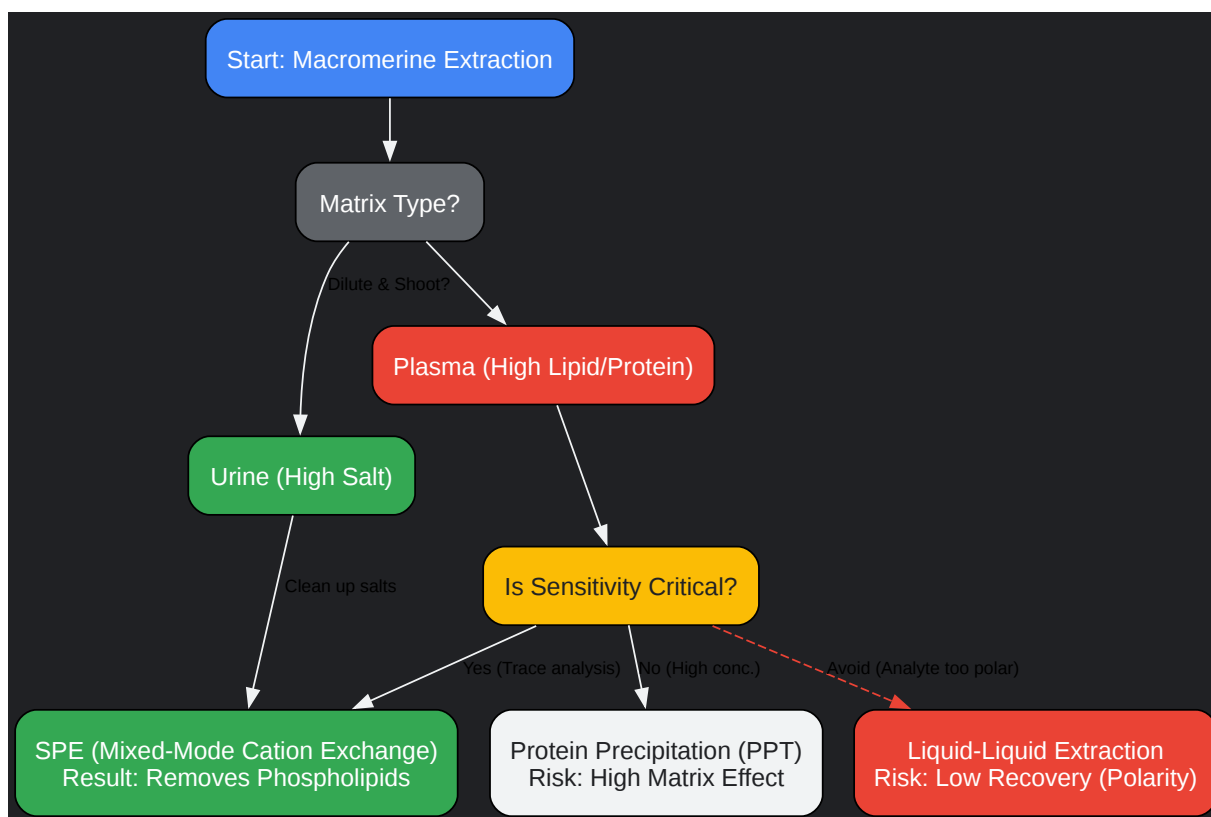 Start: Macromerine Extraction
Matrix Type?
Dilute & Shoot?
Plasma (High Lipid/Protein)
Urine (High Salt)
Clean up salts
Is Sensitivity Critical?
Yes (Trace analysis)
No (High conc.)
Avoid (Analyte too polar)
SPE (Mixed-Mode Cation Exchange)
Result: Removes Phospholipids
Protein Precipitation (PPT)
Risk: High Matrix Effect
Liquid-Liquid Extraction
Risk: Low Recovery (Polarity)